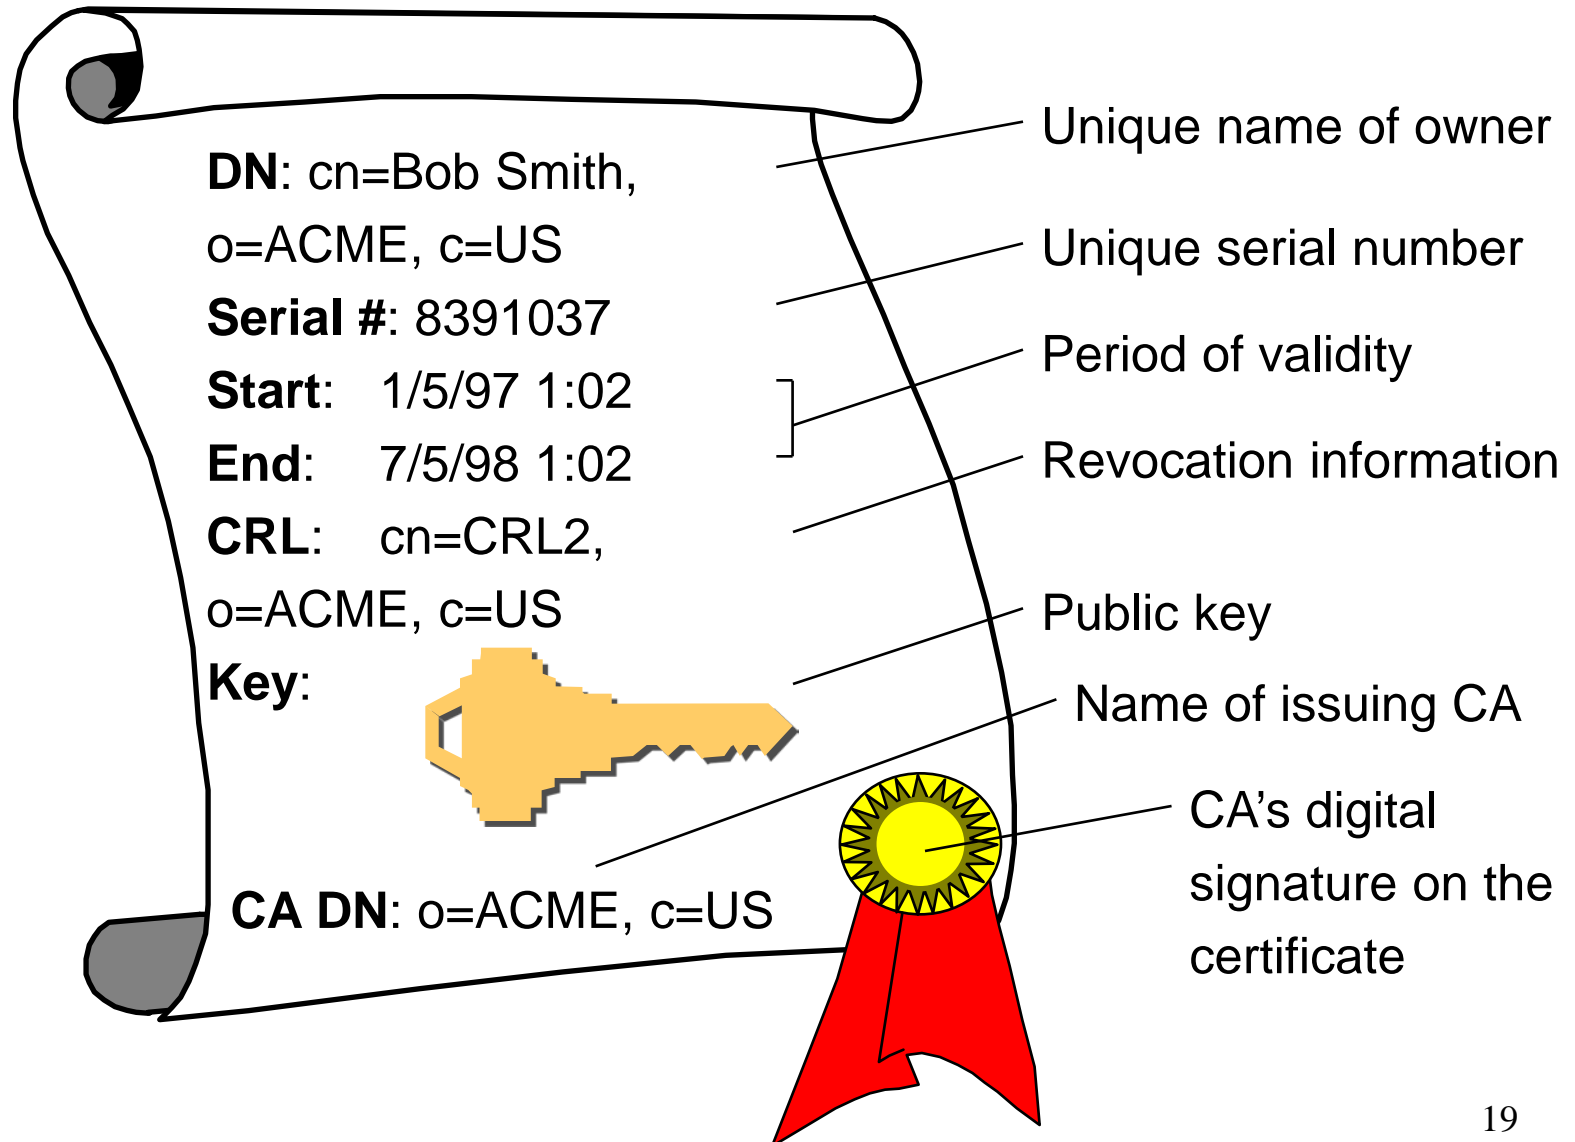 DN: cn=Bob Smith,
o=ACME, c=US
Serial #: 8391037
Start: 1/5/97 1:02
End: 7/5/98 1:02
CRL: cn=CRL2,
o=ACME, c=US
Key:
CA DN: o=ACME, c=US
Unique name of owner
Unique serial number
Period of validity
Revocation information
Public key
Name of issuing CA
CA’s digital
signature on the
certificate
19